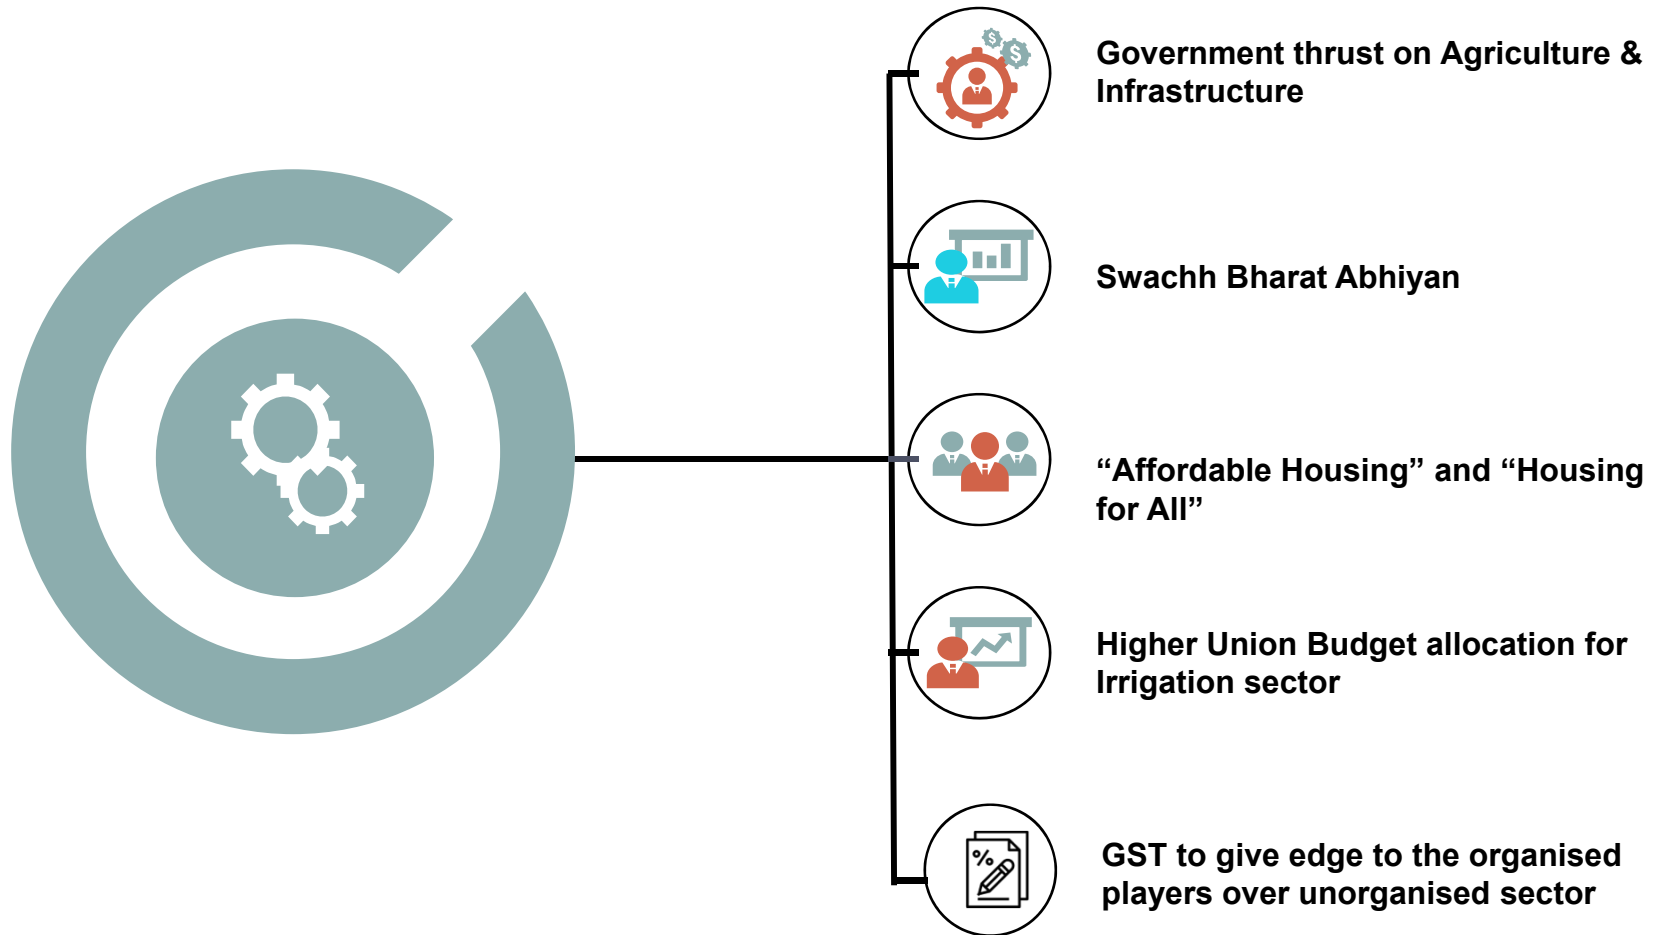 Government thrust on Agriculture &
Infrastructure
Swachh Bharat Abhiyan
“Affordable Housing” and “Housing
for All”
Higher Union Budget allocation for
Irrigation sector
GST to give edge to the organised
players over unorganised sector